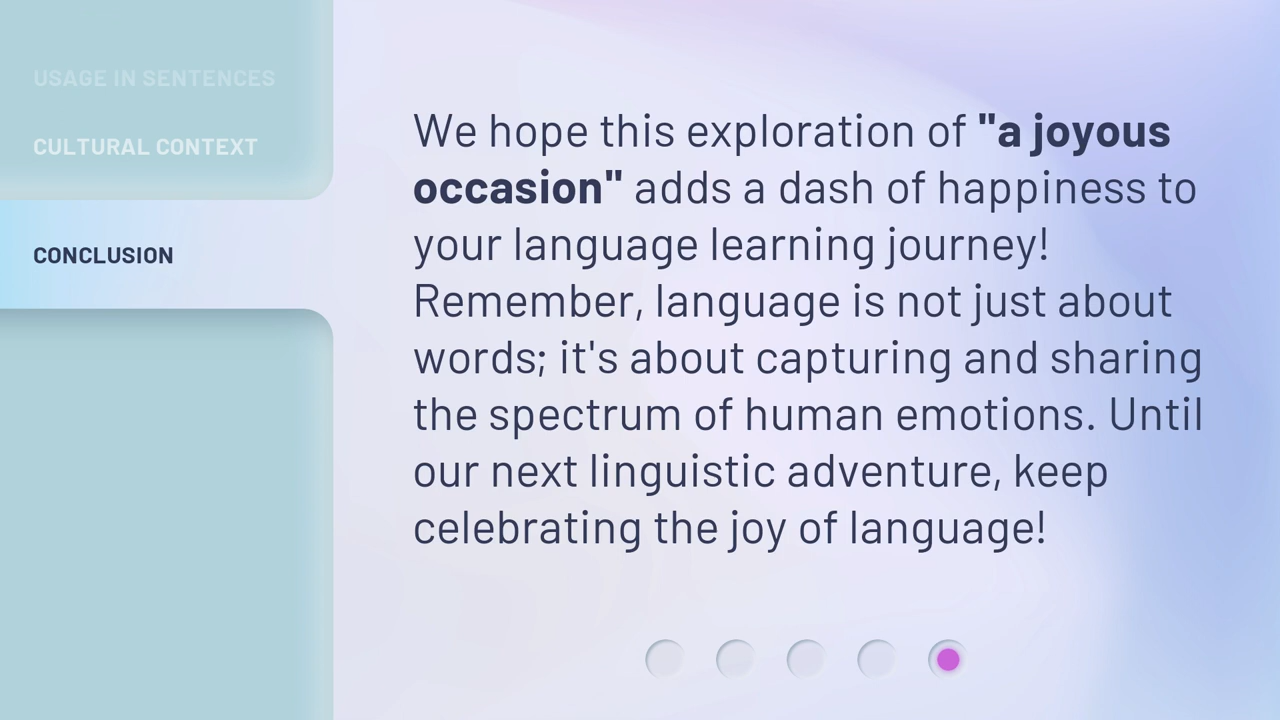 USAGE IN SENTENCES
CULTURAL CONTEXT
CONCLUSION
We hope this exploration of "a joyous
occasion" adds a dash of happiness to
your language learning journey!
Remember, language is not just about
words; it's about capturing and sharing
the spectrum of human emotions. Until
our next linguistic adventure, keep
celebrating the joy of language!